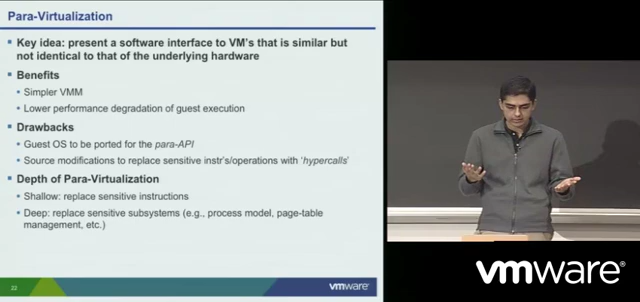 Para-Virtualization
• Key idea: present a software interface to VM's that is similar but
not identical to that of the underlying hardware
• Benefits
• Simpler VMM
• Lower performance degradation of guest execution
• Drawbacks
• Guest OS to be ported for the para-API
• Source modifications to replace sensitive instr's/operations with 'hypercalls'
• Depth of Para-Virtualization
• Shallow: replace sensitive instructions
• Deep: replace sensitive subsystems (e.g., process model, page-table
management, etc.)
22
vmware
vmware®